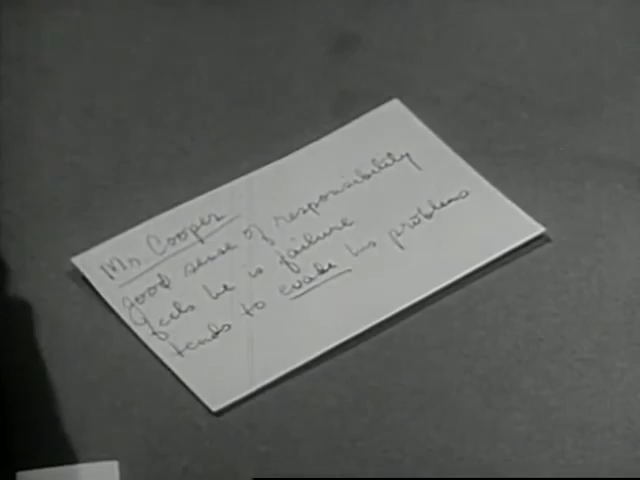 Mr Cooper
good sense of responsibility
feels he is failure
tends to evade his problems